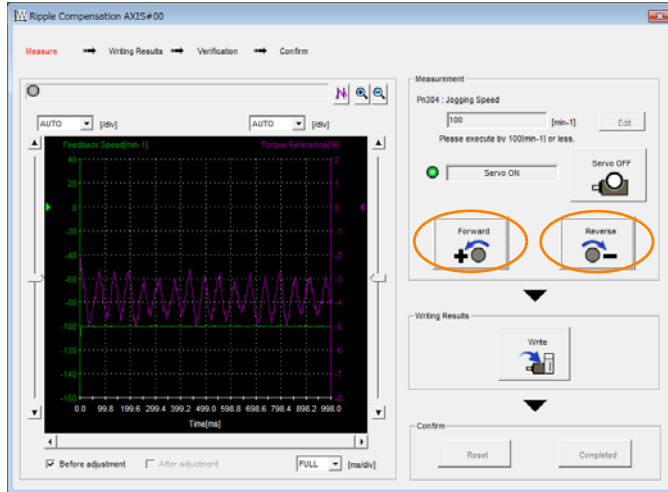 Ripple Compensation AXIS#00
Measure
Writing Results
Verification
Confirm
AUTO [/div] AUTO [/div]
Feedback Speed[min-1] Torque Reference[%]
40 2
20 1
0 0
-20 -1
-40 -2
-60 -3
-80 -4
-100 -5
-120 -6
-140 -7
-160 -8
0.0 99.8 199.6 299.4 399.2 499.0 598.8 698.6 798.4 898.2 998.0
Time[ms]
Before adjustment After adjustment FULL [ms/div]
Measurement
Pn304 : Jogging Speed
100 [min-1] Edit
Please execute by 100[min-1] or less.
Servo ON Servo OFF
Forward Reverse
Writing Results
Write
Confirm
Reset Completed